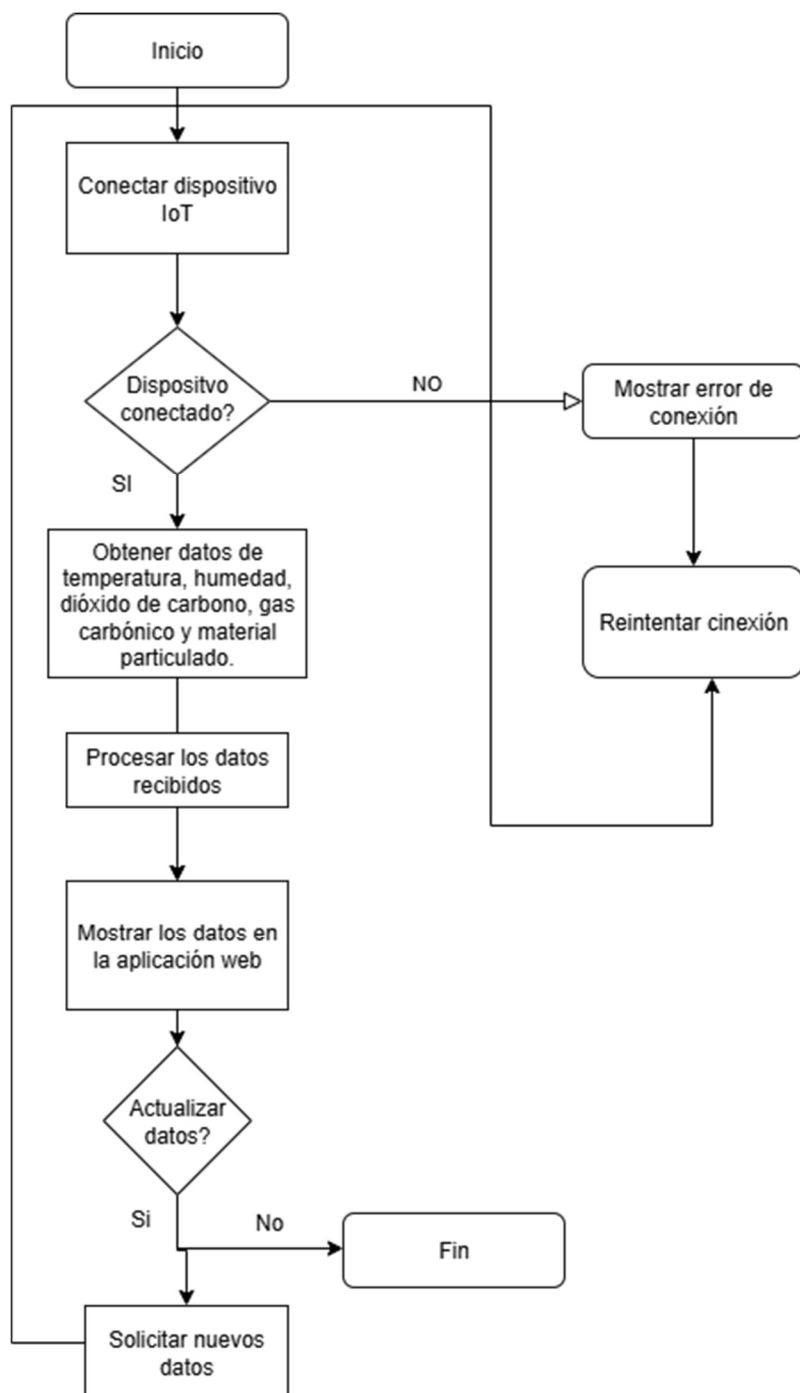 Inicio
Conectar dispositivo
IoT
Dispositvo
conectado?
NO
Mostrar error de
conexión
SI
Obtener datos de
temperatura, humedad,
dióxido de carbono, gas
carbónico y material
particulado.
Reintentar cinexión
Procesar los datos
recibidos
Mostrar los datos en
la aplicación web
Actualizar
datos?
Si
No
Fin
Solicitar nuevos
datos